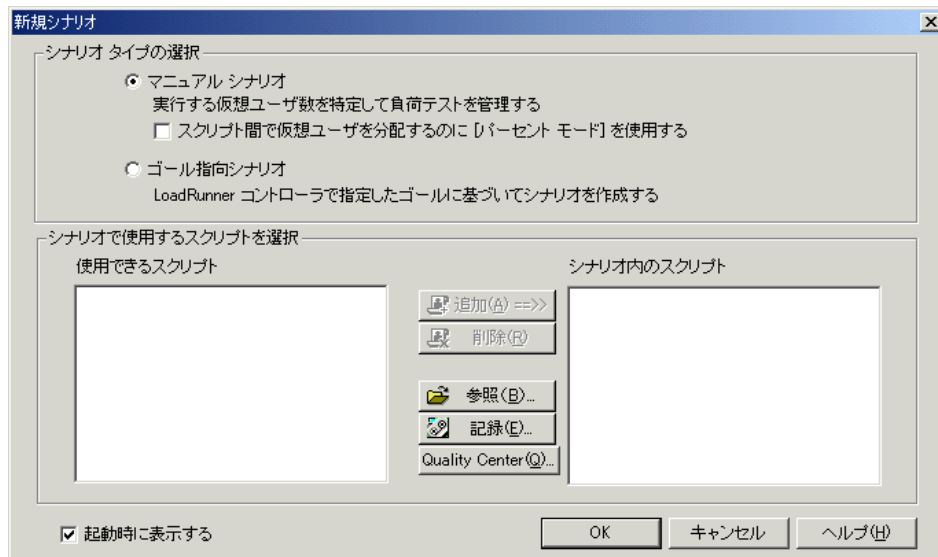 新規シナリオ
シナリオ タイプの選択
マニュアル シナリオ
実行する仮想ユーザ数を特定して負荷テストを管理する
スクリプト間で仮想ユーザを分配するのに [パーセント モード] を使用する
ゴール指向シナリオ
LoadRunner コントローラで指定したゴールに基づいてシナリオを作成する
シナリオで使用するスクリプトを選択
使用できるスクリプト
シナリオ内のスクリプト
追加(A) ==>>
削除(R)
参照(B)...
記録(E)...
Quality Center(Q)...
起動時に表示する
OK
キャンセル
ヘルプ(H)